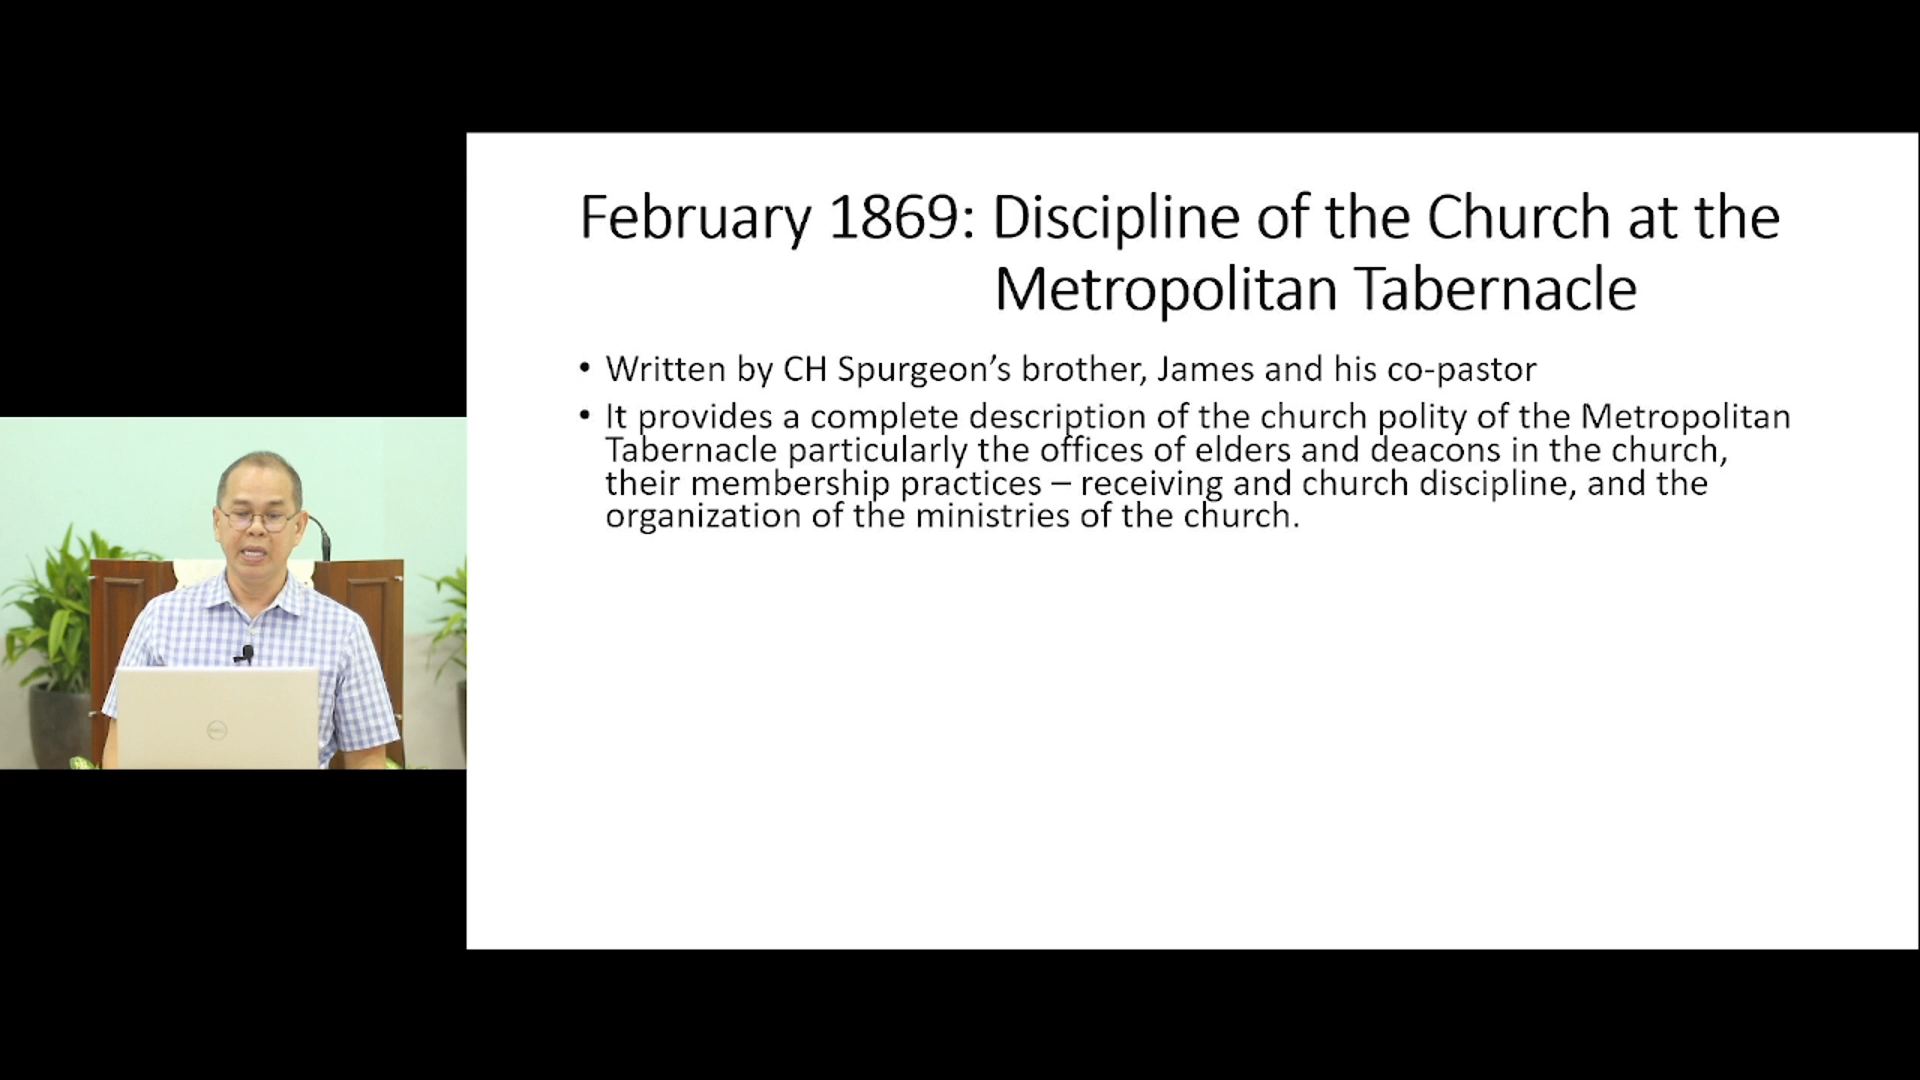 February 1869: Discipline of the Church at the
Metropolitan Tabernacle
• Written by CH Spurgeon’s brother, James and his co-pastor
• It provides a complete description of the church polity of the Metropolitan
Tabernacle particularly the offices of elders and deacons in the church,
their membership practices – receiving and church discipline, and the
organization of the ministries of the church.